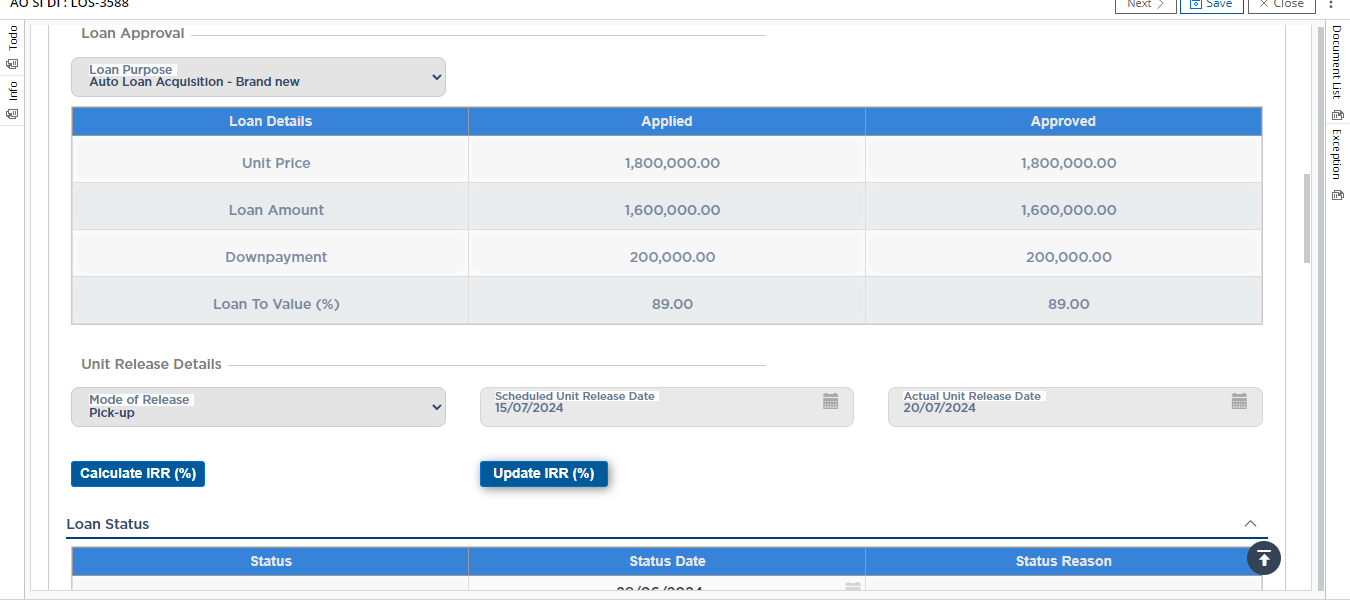 AO SI DI : LOS-3588
Next
Save
Close
Todo
Info
Document List
Exception
Loan Approval
Loan Purpose
Auto Loan Acquisition - Brand new
Loan Details Applied Approved
Unit Price 1,800,000.00 1,800,000.00
Loan Amount 1,600,000.00 1,600,000.00
Downpayment 200,000.00 200,000.00
Loan To Value (%) 89.00 89.00
Unit Release Details
Mode of Release
Pick-up
Scheduled Unit Release Date
15/07/2024
Actual Unit Release Date
20/07/2024
Calculate IRR (%) Update IRR (%)
Loan Status
Status Status Date Status Reason